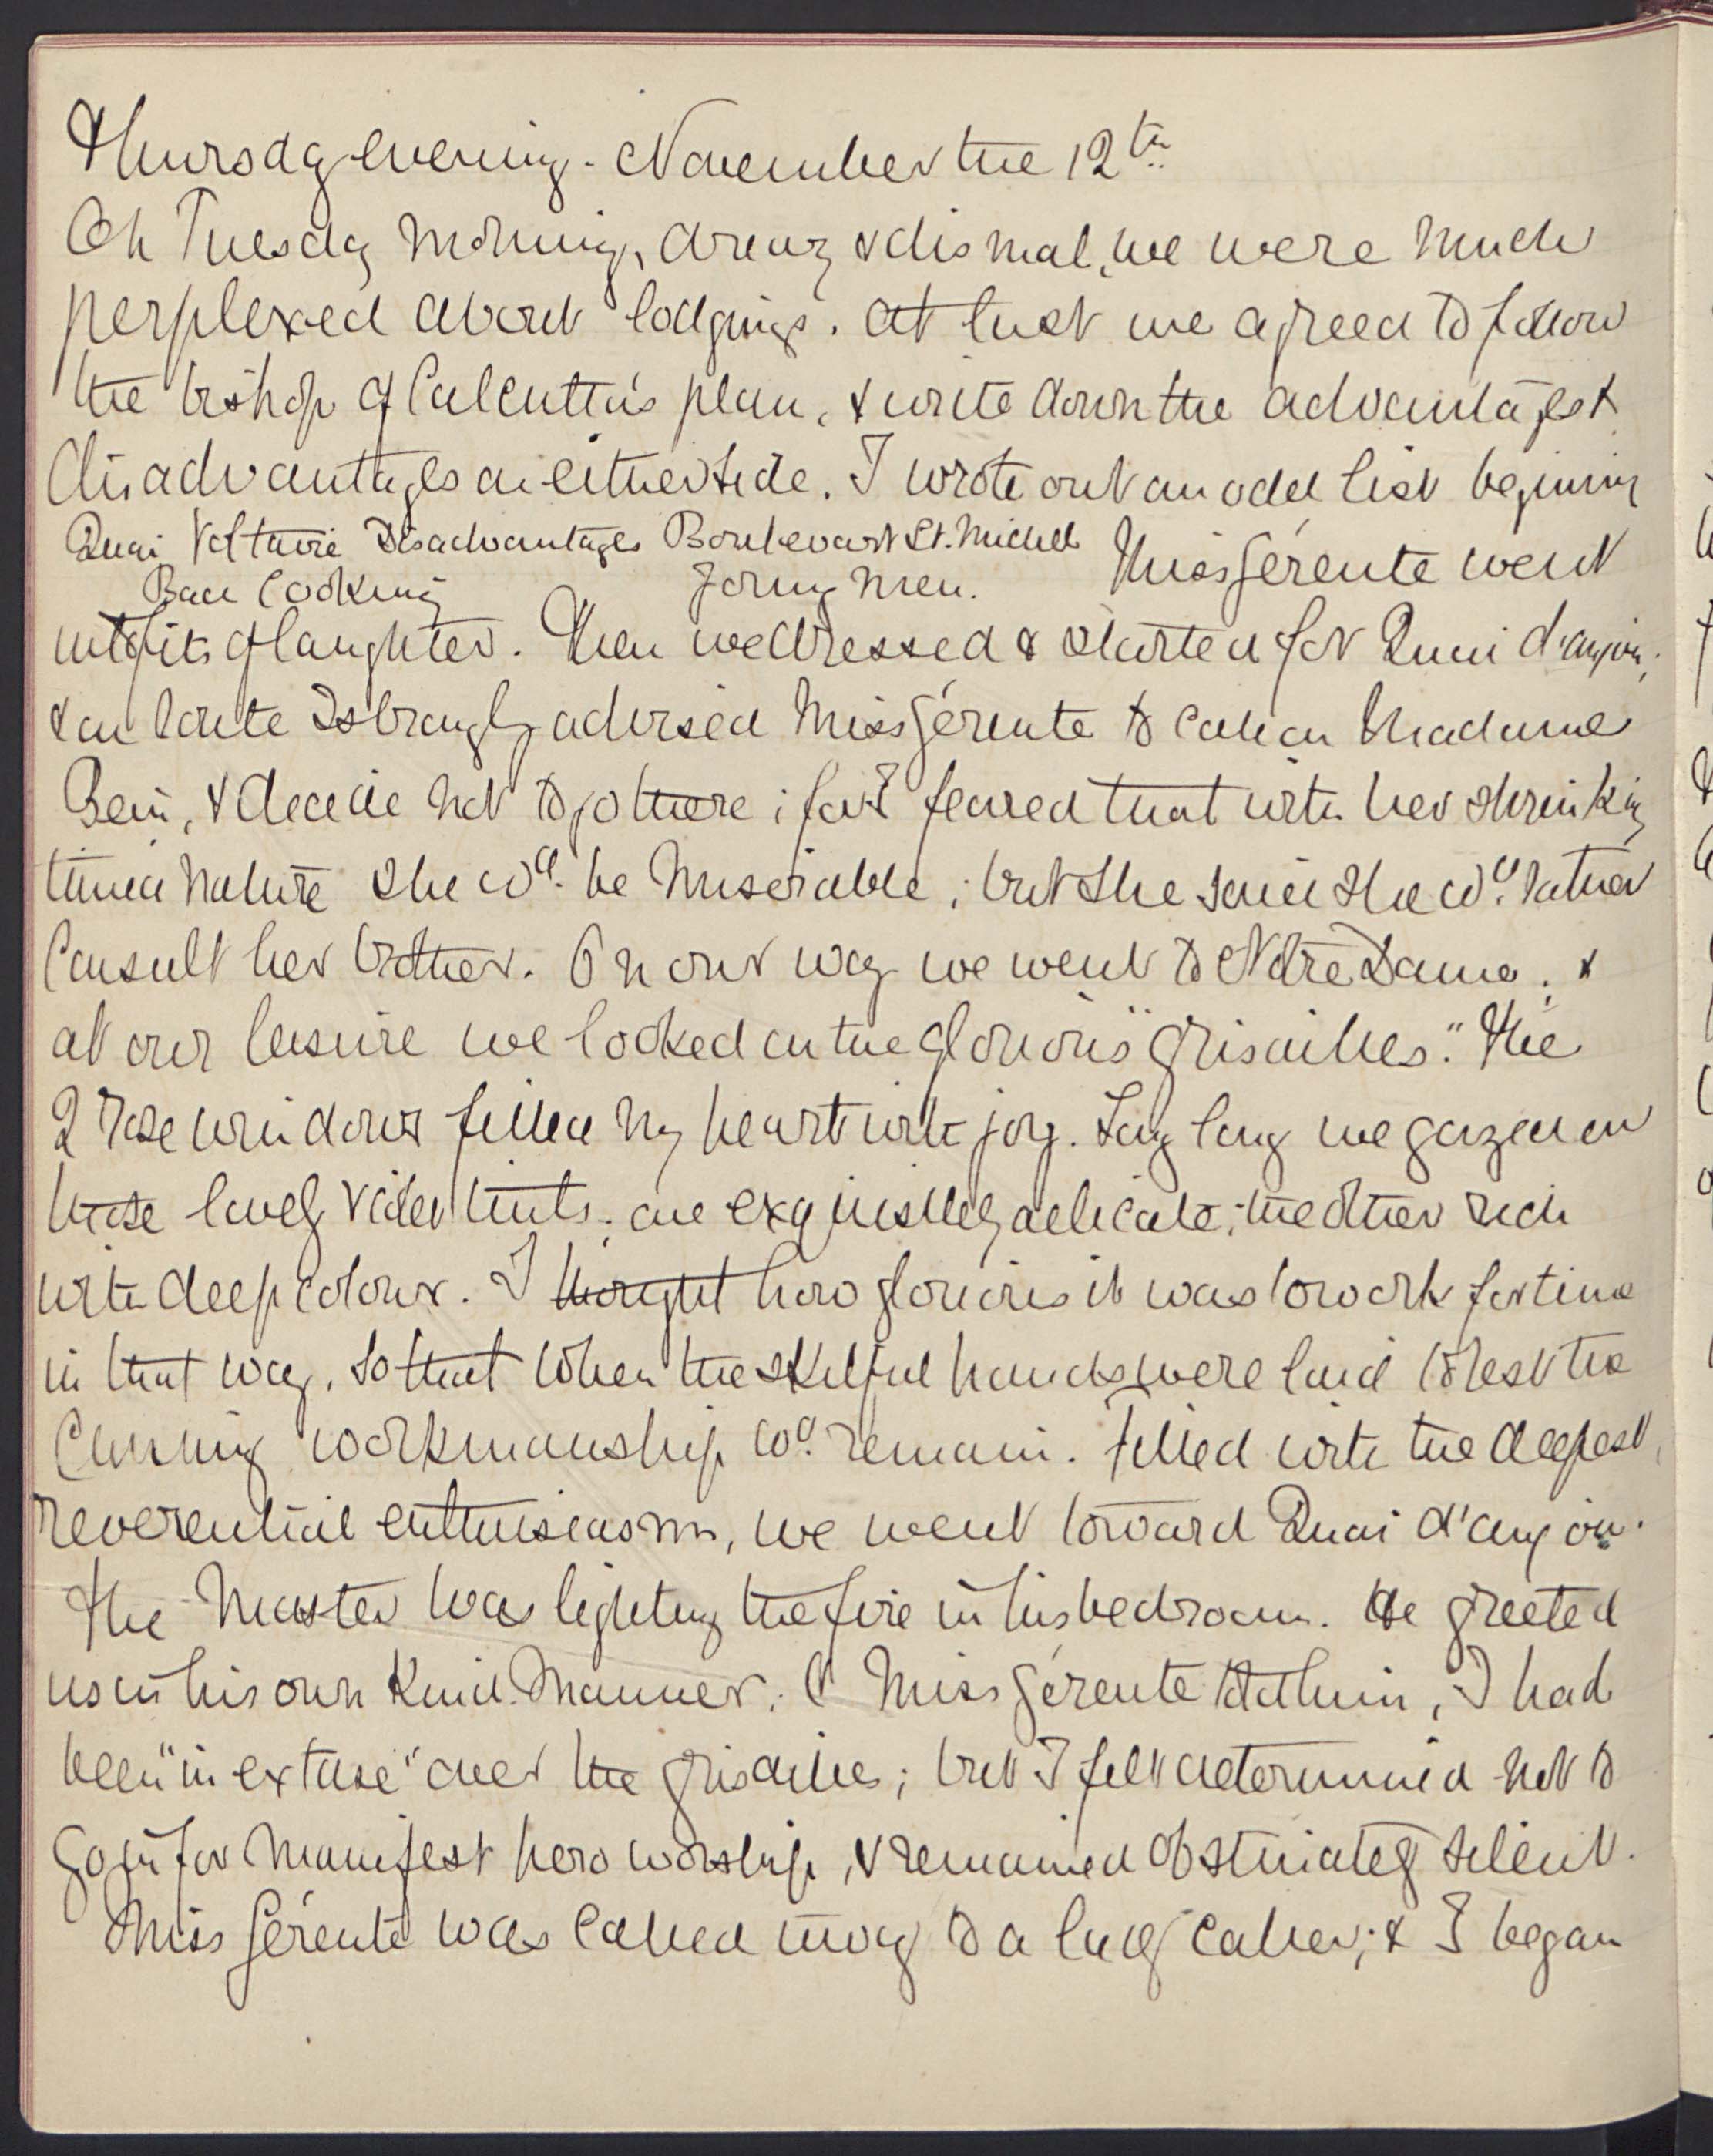 Thursday evening. November the 12th
On Tuesday morning, dreary & dismal, we were much
perplexed about lodgings. At last we agreed to follow
the bishop of Calcutta's plan, & write down the advantages &
disadvantages on either side. I wrote out an odd list begining
Quai Voltaire Disadvantages Boulevart St. Michel
Bad Cooking Young men. Miss Gérente went
into fits of laughter. Then we dressed & started for Quai d'anjou;
& en route I strongly advised Miss Gérente to call on Madame
& decide not to go there; for I feared that with her shrinking
timid nature she wd. be miserable; but she said she wd. rather
consult her brother. On our way we went to Notre Dame; &
at our leisure we looked on the glorious "grisailles." The
2 rose windows filled my heart with joy. Long long we gazed on
those lovely violet tints; one exquisitely delicate; the other rich
with deep colour. I thought how glorious it was to work for time
in that way, so that when the skilful hands were laid to rest the
cunning workmanship wd. remain. Filled with the deepest
reverential enthusiasm, we went toward Quai d'anjou.
The Master was lighting the fire in his bedroom. He greeted
us in his own kind manner. Miss Gérente told him, I had
been "in extase" over the grisailles; but I felt determined not to
go in for manifest hero worship, & remained obstinately silent.
Miss Gérente was called away to a lady caller; & I began